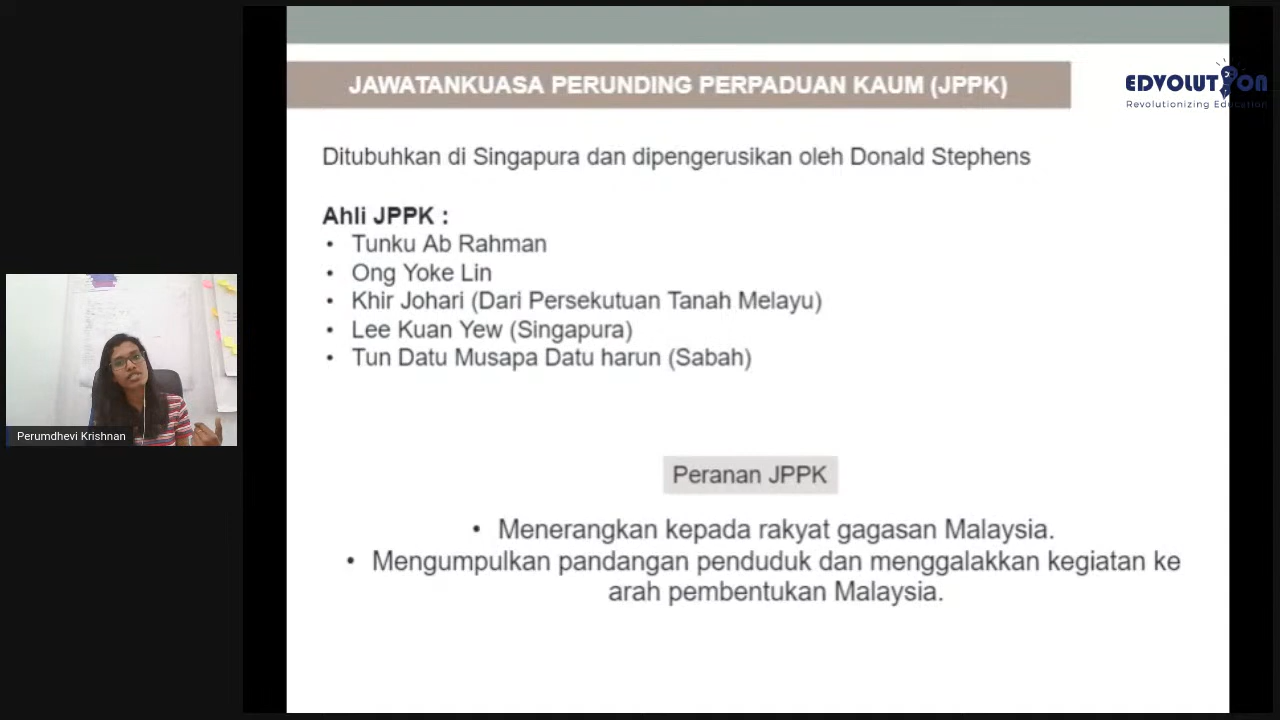 JAWATANKUASA PERUNDING PERPADUAN KAUM (JPPK)
EDVOLUTION
Revolutionizing Education
Ditubuhkan di Singapura dan dipengerusikan oleh Donald Stephens
Ahli JPPK :
• Tunku Ab Rahman
• Ong Yoke Lin
• Khir Johari (Dari Persekutuan Tanah Melayu)
• Lee Kuan Yew (Singapura)
• Tun Datu Musapa Datu harun (Sabah)
Perumdhevi Krishnan
Peranan JPPK
• Menerangkan kepada rakyat gagasan Malaysia.
• Mengumpulkan pandangan penduduk dan menggalakkan kegiatan ke
arah pembentukan Malaysia.